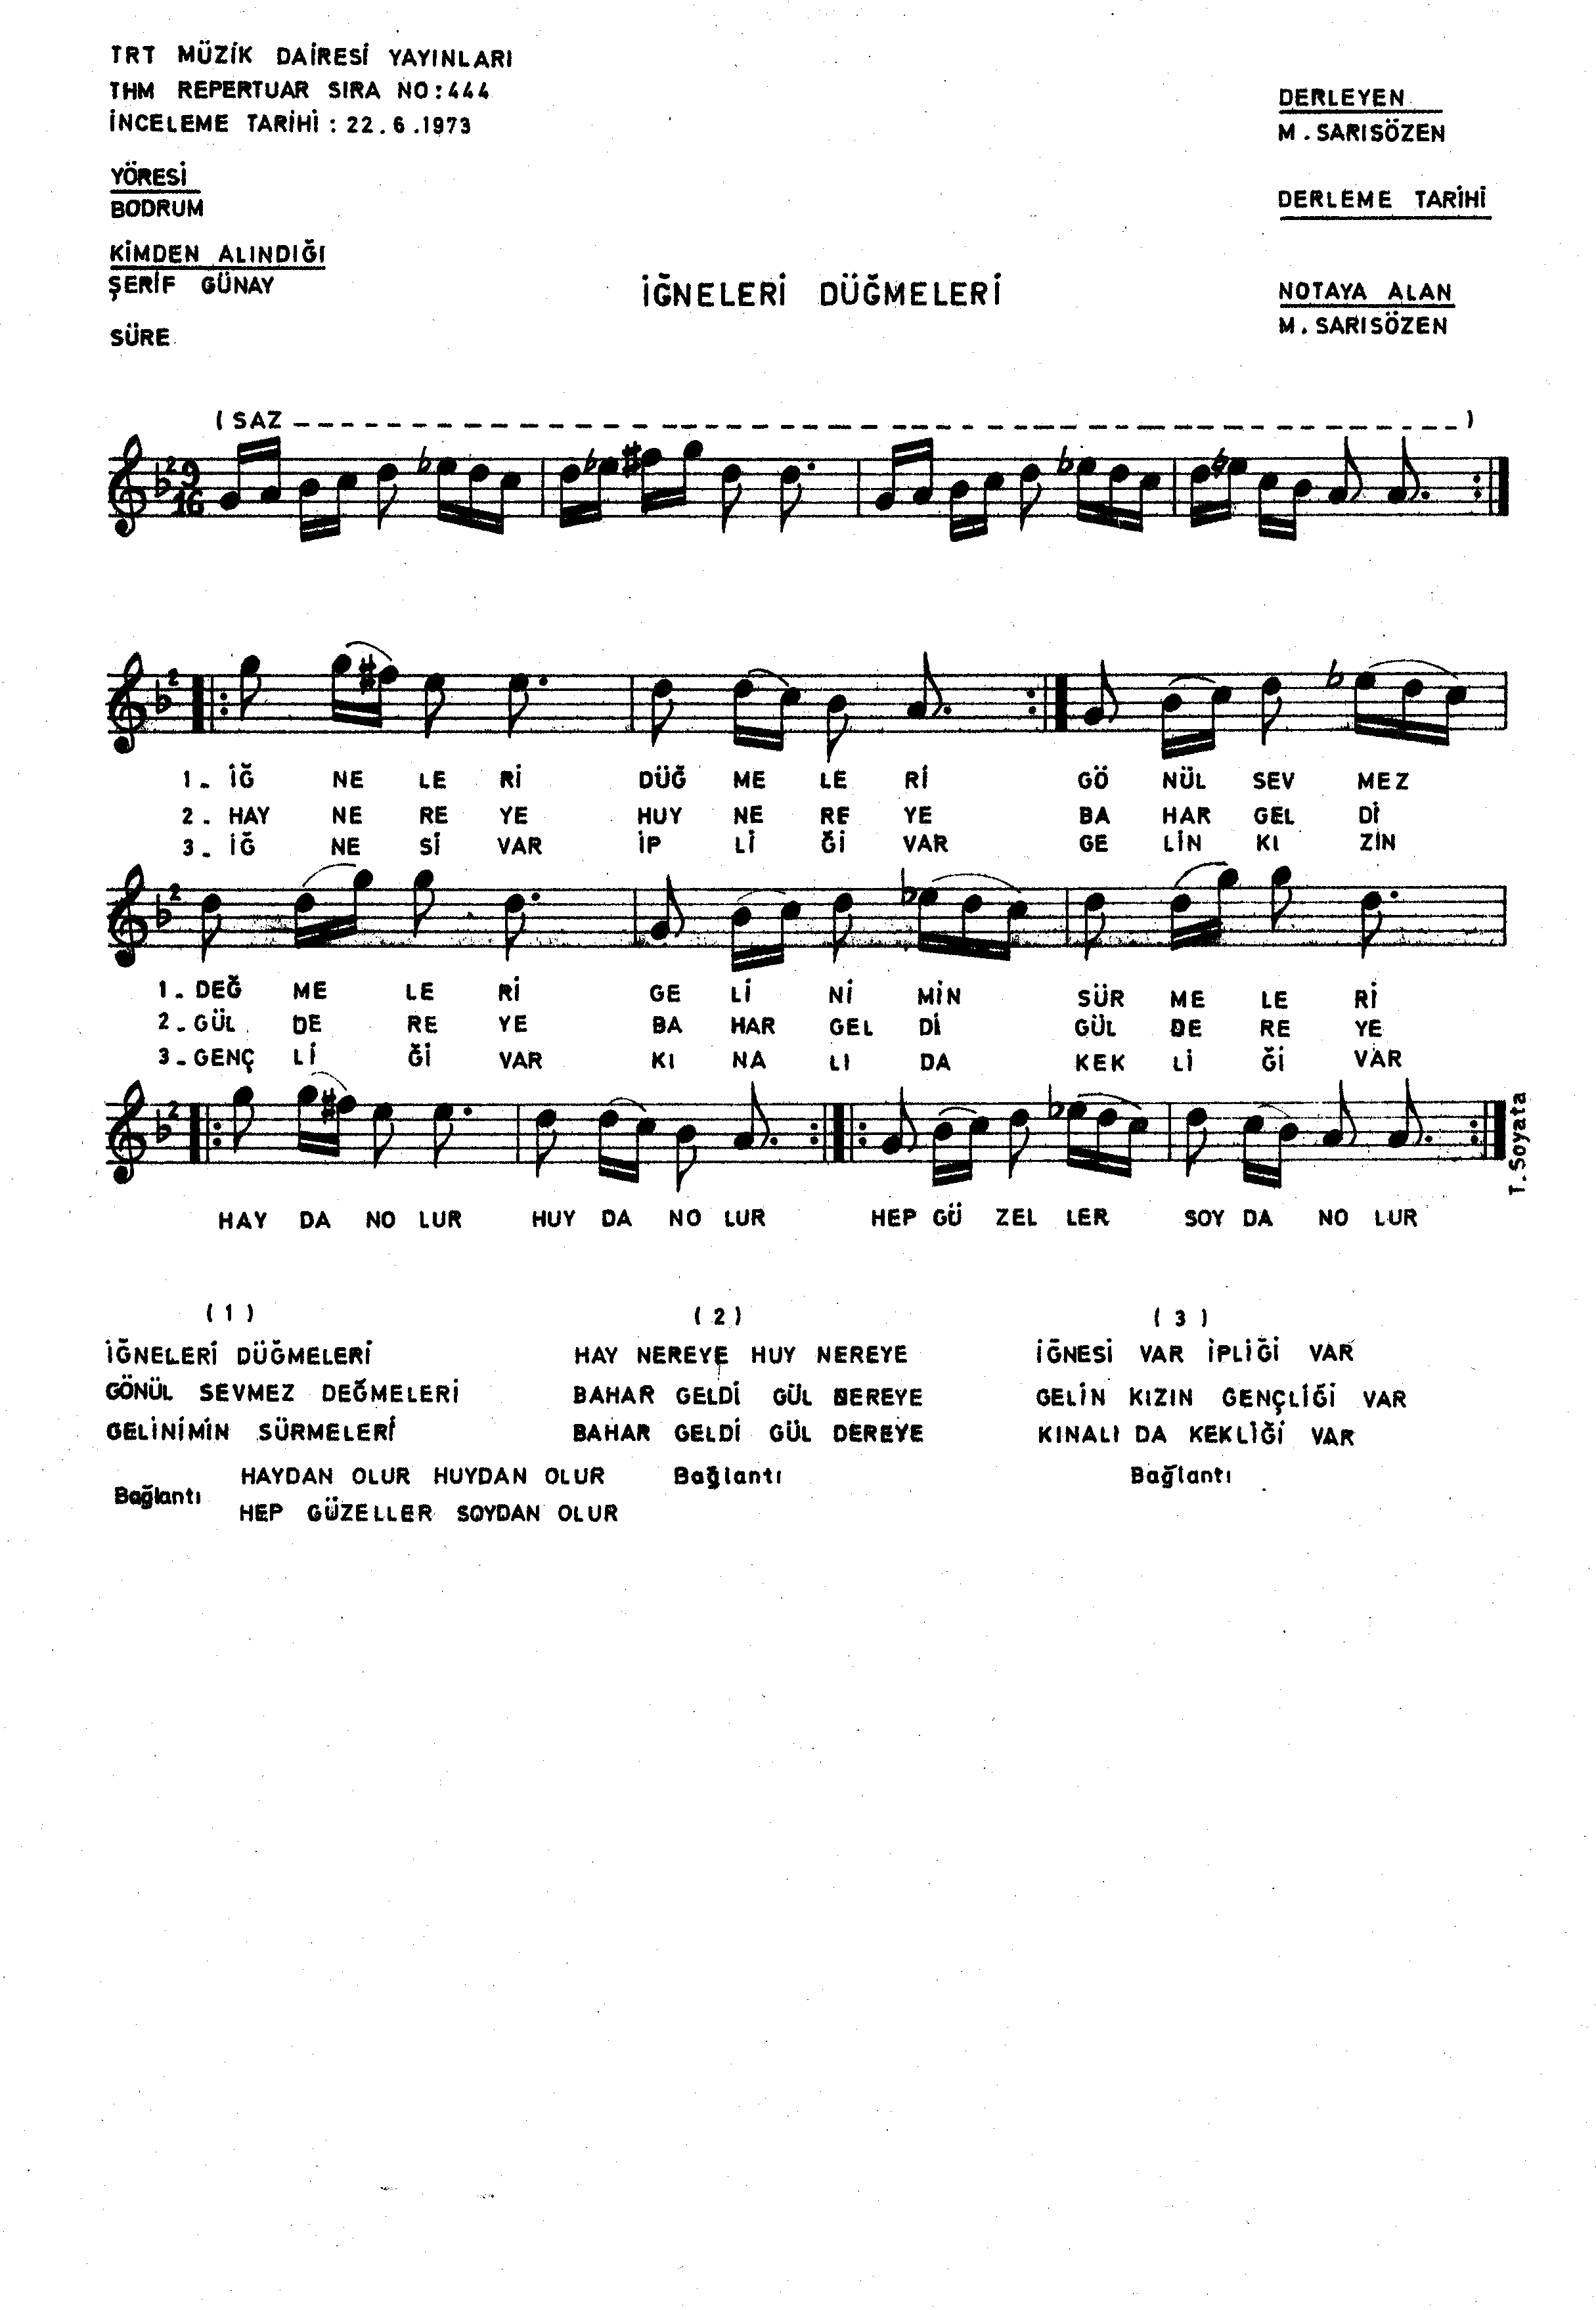 TRT MÜZİK DAİRESİ YAYINLARI
THM REPERTUAR SIRA NO:444
İNCELEME TARİHİ : 22.6.1973
DERLEYEN
M. SARISÖZEN
YÖRESİ
BODRUM
DERLEME TARİHİ
KİMDEN ALINDIĞI
ŞERİF GÜNAY
İĞNELERİ DÜĞMELERİ
NOTAYA ALAN
M. SARISÖZEN
SÜRE
( SAZ )
2 9
16
2
1- İĞ NE LE Rİ DÜĞ ME LE Rİ GÖ NÜL SEV MEZ
2. HAY NE RE YE HUY NE RE YE BA HAR GEL Dİ
3- İĞ NE Sİ VAR İP Lİ Ğİ VAR GE LİN KI ZIN
2
1. DEĞ ME LE Rİ GE Lİ Nİ MİN SÜR ME LE Rİ
2-GÜL DE RE YE BA HAR GEL Dİ GÜL DE RE YE
3-GENÇ Lİ Ğİ VAR KI NA LI DA KEK Lİ Ğİ VAR
2
HAY DA NO LUR HUY DA NO LUR HEP GÜ ZEL LER SOY DA NO LUR
T. Soyata
( 1 ) ( 2 ) ( 3 )
İĞNELERİ DÜĞMELERİ HAY NEREYE HUY NEREYE İĞNESİ VAR İPLİĞİ VAR
GÖNÜL SEVMEZ DEĞMELERİ BAHAR GELDİ GÜL DEREYE GELİN KIZIN GENÇLİĞİ VAR
GELİNİMİN SÜRMELERİ BAHAR GELDİ GÜL DEREYE KINALI DA KEKLİĞİ VAR
HAYDAN OLUR HUYDAN OLUR Bağlantı Bağlantı
Bağlantı
HEP GÜZELLER SOYDAN OLUR